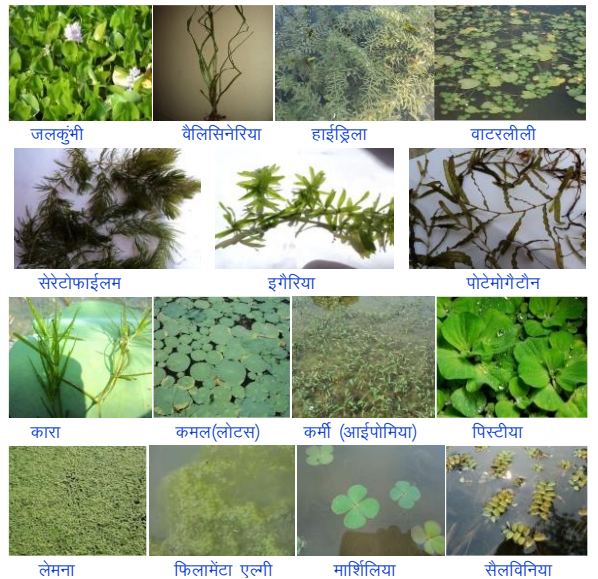 जलकुंभी वैलिसिनेरिया हाईड्रिला वाटरलीली
सेरेटोफाईलम इगैरिया पोटेमोगैटौन
कारा कमल(लोटस) कर्मी (आईपोमिया) पिस्टीया
लेमना फिलामेंटा एल्गी मार्शिलिया सैलविनिया